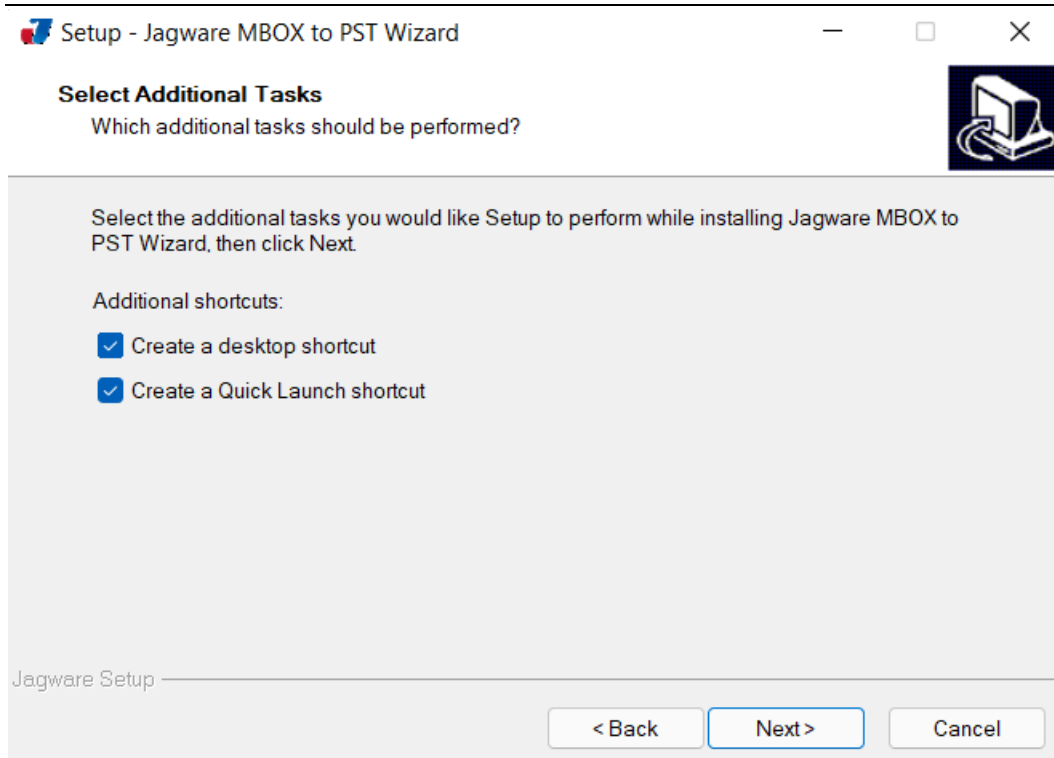 Setup - Jagware MBOX to PST Wizard
Select Additional Tasks
Which additional tasks should be performed?
Select the additional tasks you would like Setup to perform while installing Jagware MBOX to
PST Wizard, then click Next.
Additional shortcuts:
Create a desktop shortcut
Create a Quick Launch shortcut
Jagware Setup
< Back
Next >
Cancel